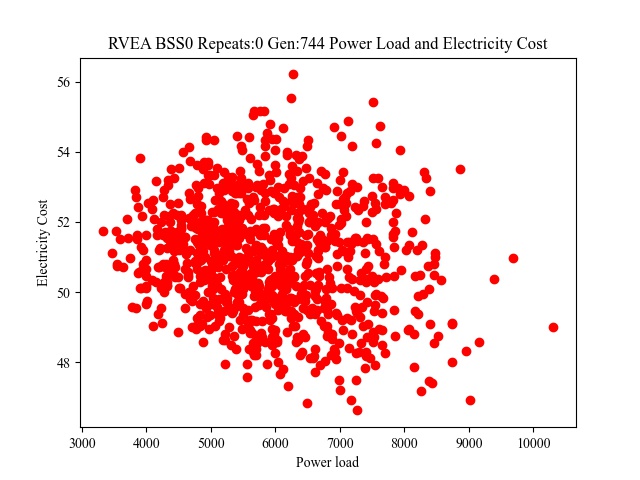 RVEA BSS0 Repeats:0 Gen:744 Power Load and Electricity Cost
56
54
52
50
48
Electricity Cost
3000 4000 5000 6000 7000 8000 9000 10000
Power load